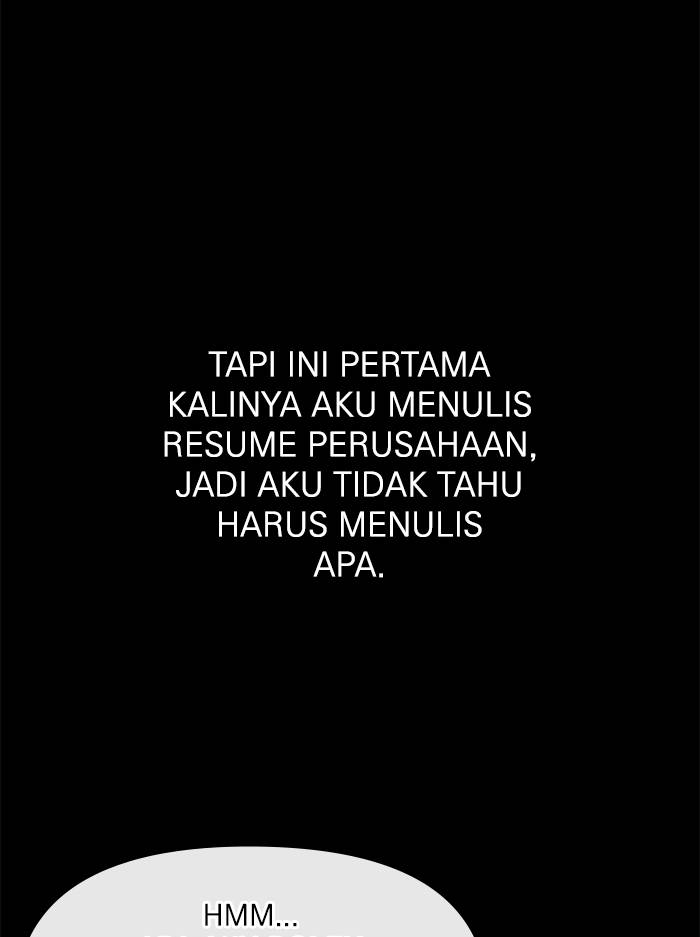 TAPI INI PERTAMA
KALINYA AKU MENULIS
RESUME PERUSAHAAN,
JADI AKU TIDAK TAHU
HARUS MENULIS
APA.
HMM...